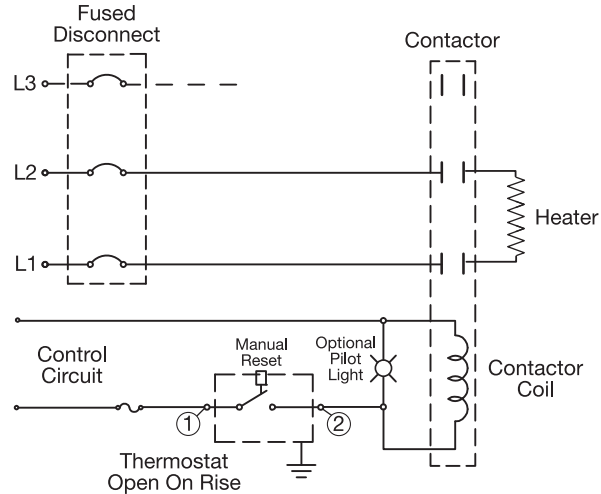 Fused
Disconnect
Contactor
L3
L2
Heater
L1
Control
Circuit
Manual
Reset
Optional
Pilot
Light
Contactor
Coil
1
2
Thermostat
Open On Rise